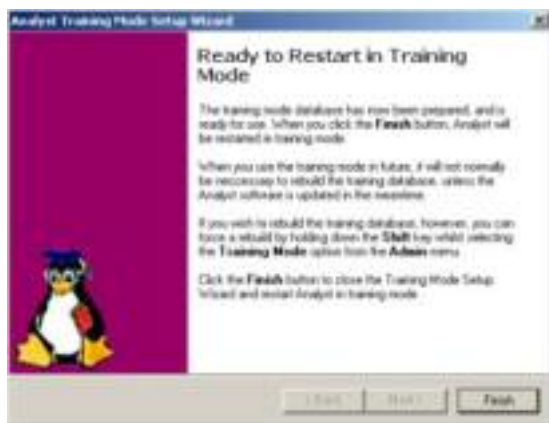 Analyst Training Mode Setup Wizard
Ready to Restart in Training
Mode
The training mode database has now been prepared, and is
ready for use. When you click the Finish button, Analyst will
be restarted in training mode.
When you use the training mode in future, it will not normally
be neccessary to rebuild the training database, unless the
Analyst software is updated in the meantime.
If you wish to rebuild the training database, however, you can
force a rebuild by holding down the Shift key whilst selecting
the Training Mode option from the Admin menu.
Click the Finish button to close the Training Mode Setup
Wizard and restart Analyst in training mode.
< Back
Next >
Finish